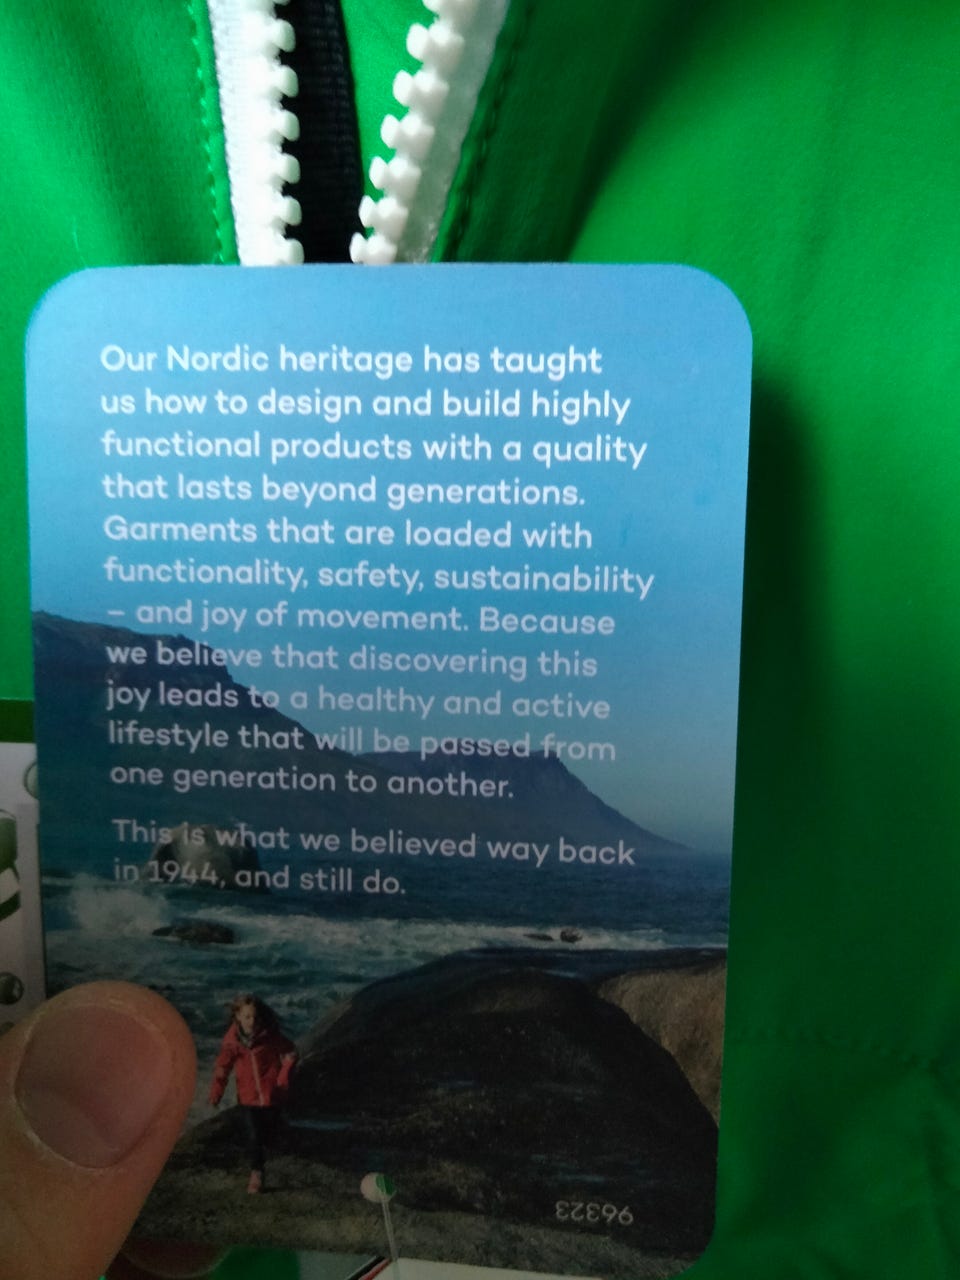 Our Nordic heritage has taught
us how to design and build highly
functional products with a quality
that lasts beyond generations.
Garments that are loaded with
functionality, safety, sustainability
– and joy of movement. Because
we believe that discovering this
joy leads to a healthy and active
lifestyle that will be passed from
one generation to another.
This is what we believed way back
in 1944, and still do.
96323